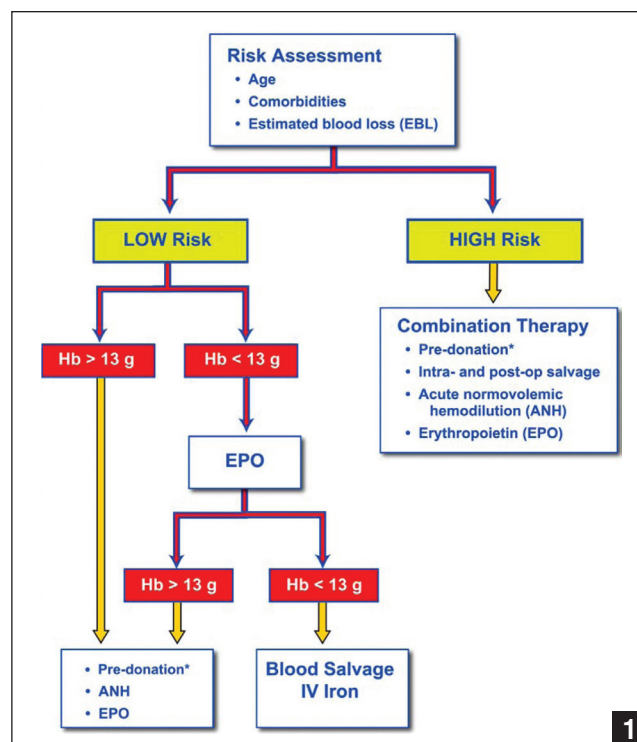 Risk Assessment
• Age
• Comorbidities
• Estimated blood loss (EBL)
LOW Risk
HIGH Risk
Hb > 13 g
Hb < 13 g
Combination Therapy
• Pre-donation*
• Intra- and post-op salvage
• Acute normovolemic
hemodilution (ANH)
• Erythropoietin (EPO)
EPO
Hb > 13 g
Hb < 13 g
• Pre-donation*
• ANH
• EPO
Blood Salvage
IV Iron
1